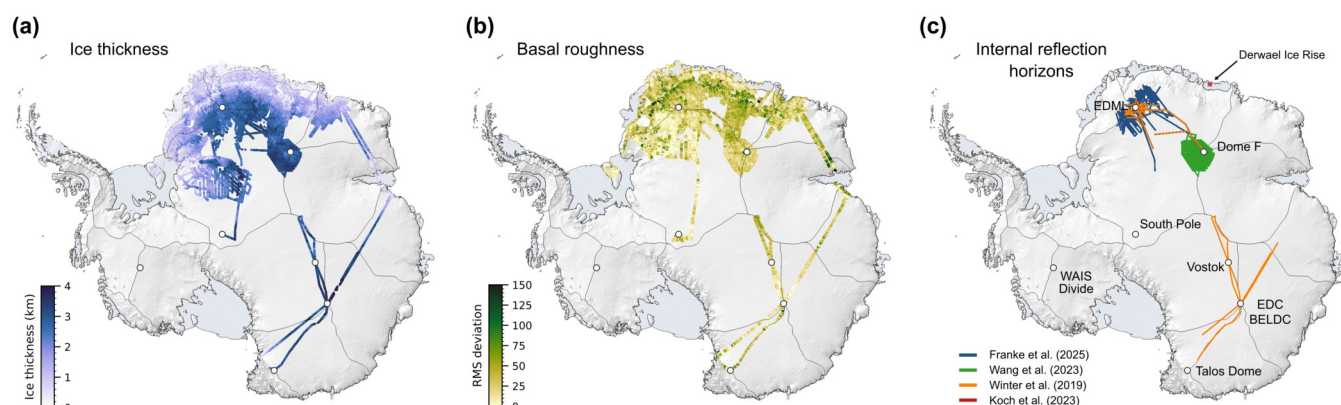 (a)
Ice thickness
4
3
2
1
Ice thickness (km)
(b)
Basal roughness
150
125
100
75
50
25
0
RMS deviation
(c)
Internal reflection
horizons
Derwael Ice Rise
EDML
Dome F
South Pole
WAIS
Divide
Vostok
EDC
BELDC
Talos Dome
Franke et al. (2025)
Wang et al. (2023)
Winter et al. (2019)
Koch et al. (2023)